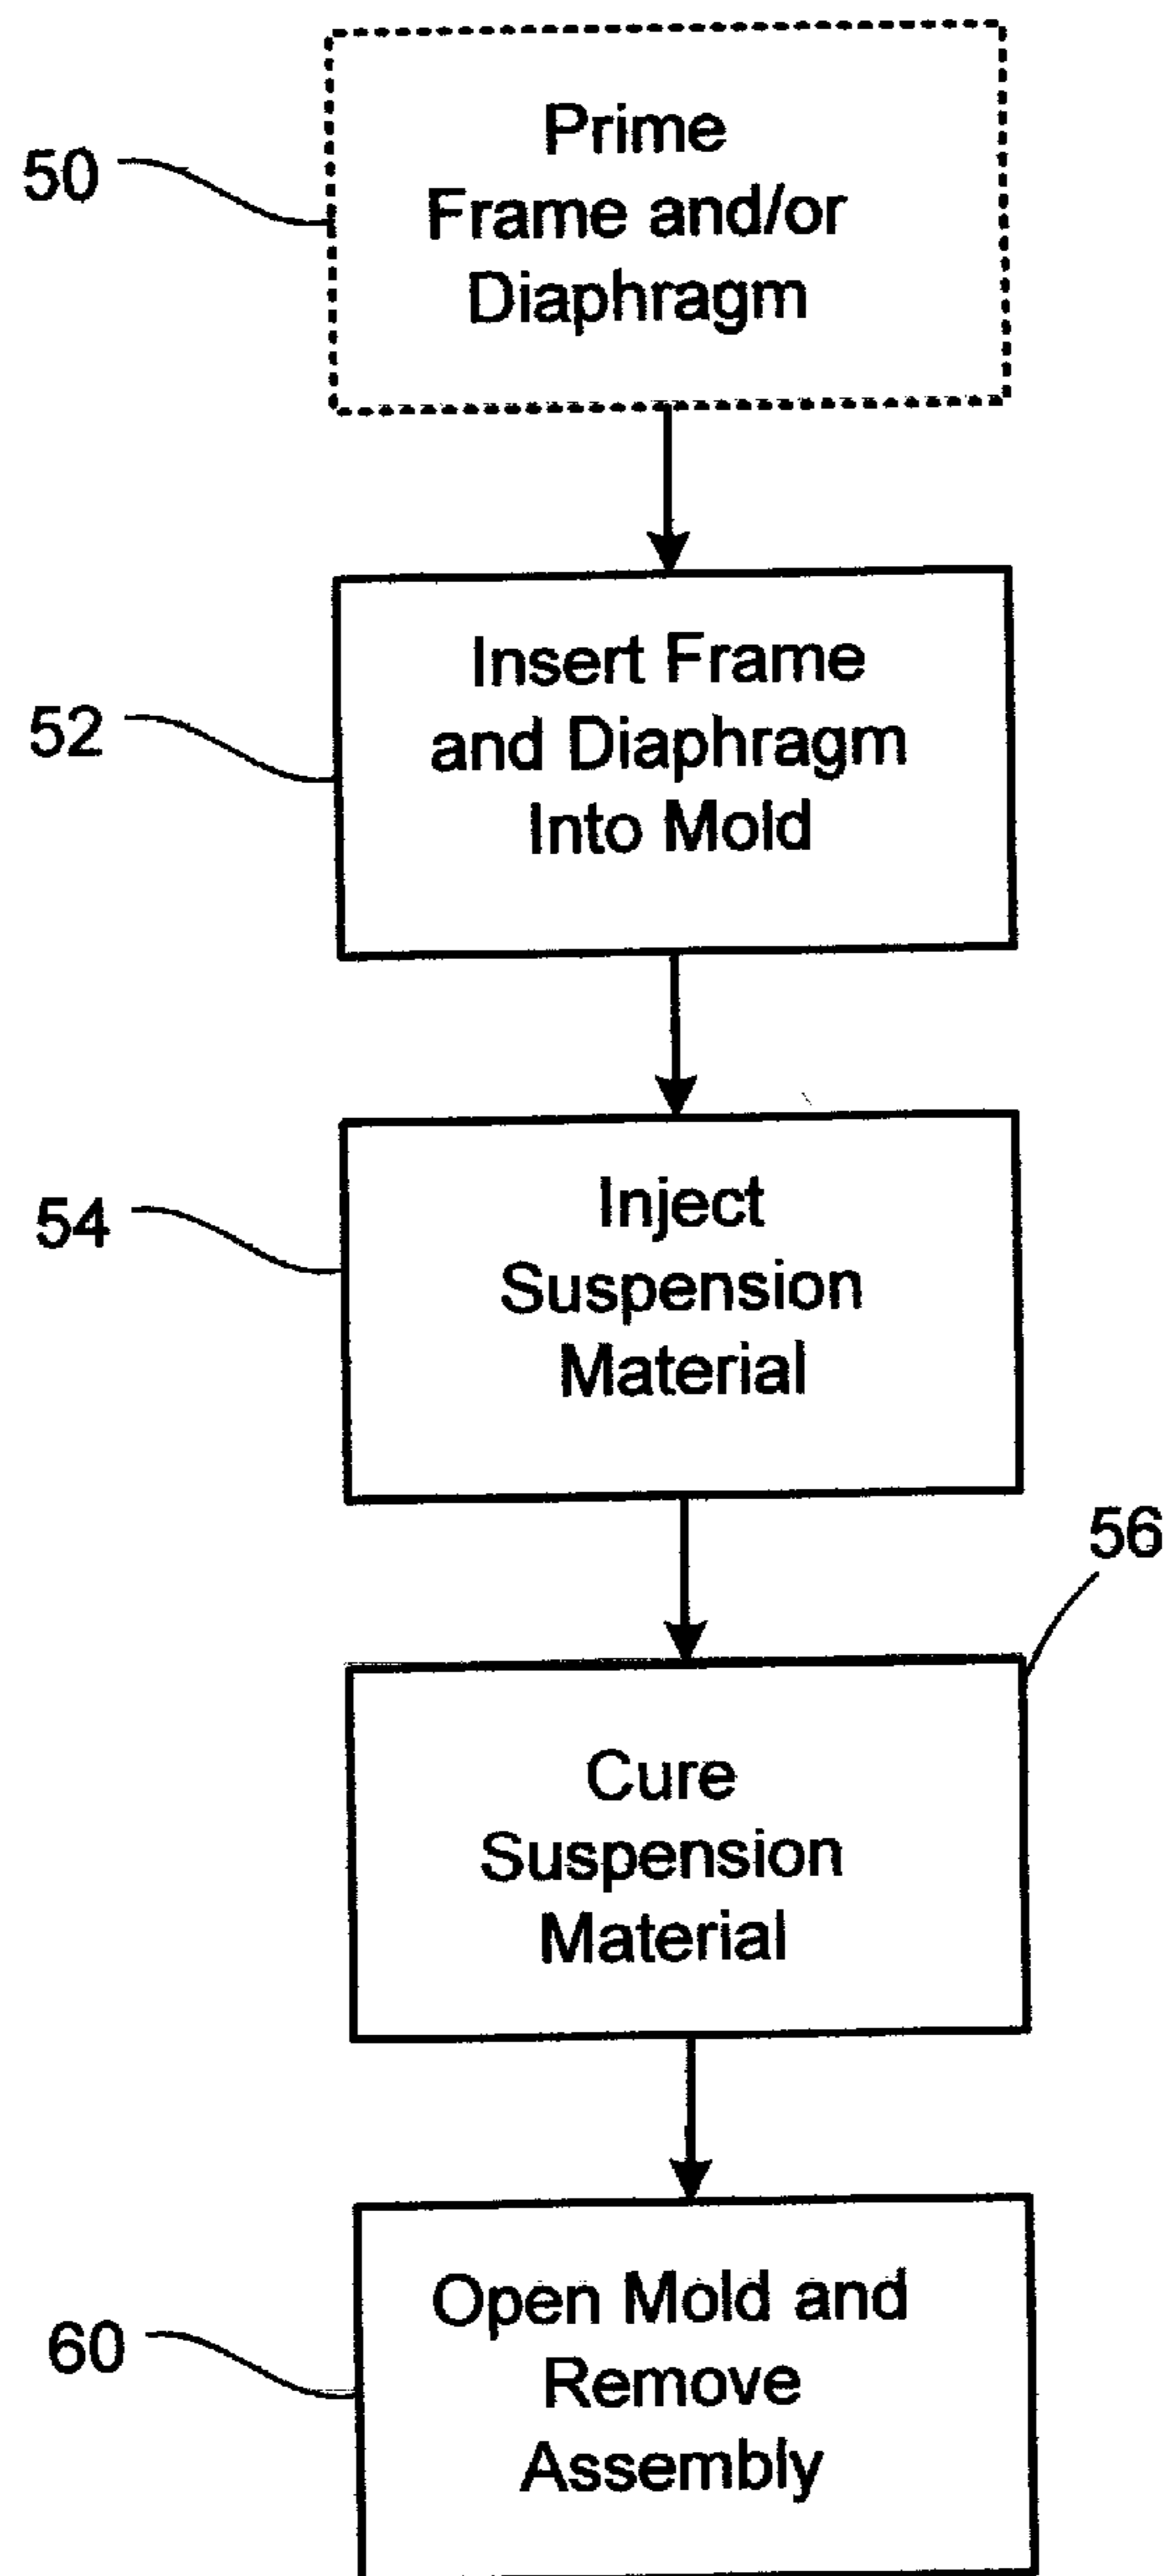 50
Prime
Frame and/or
Diaphragm
52
Insert Frame
and Diaphragm
Into Mold
54
Inject
Suspension
Material
56
Cure
Suspension
Material
60
Open Mold and
Remove
Assembly